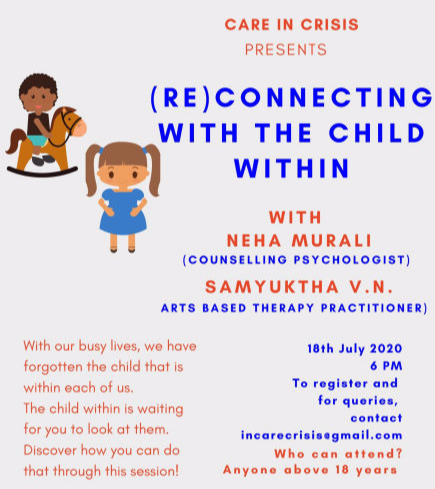 CARE IN CRISIS
PRESENTS
(RE)CONNECTING
WITH THE CHILD
WITHIN
WITH
NEHA MURALI
(COUNSELLING PSYCHOLOGIST)
SAMYUKTHA V.N.
ARTS BASED THERAPY PRACTITIONER)
With our busy lives, we have
forgotten the child that is
within each of us.
The child within is waiting
for you to look at them.
Discover how you can do
that through this session!
18th July 2020
6 PM
To register and
for queries,
contact
incarecrisis@gmail.com
Who can attend?
Anyone above 18 years